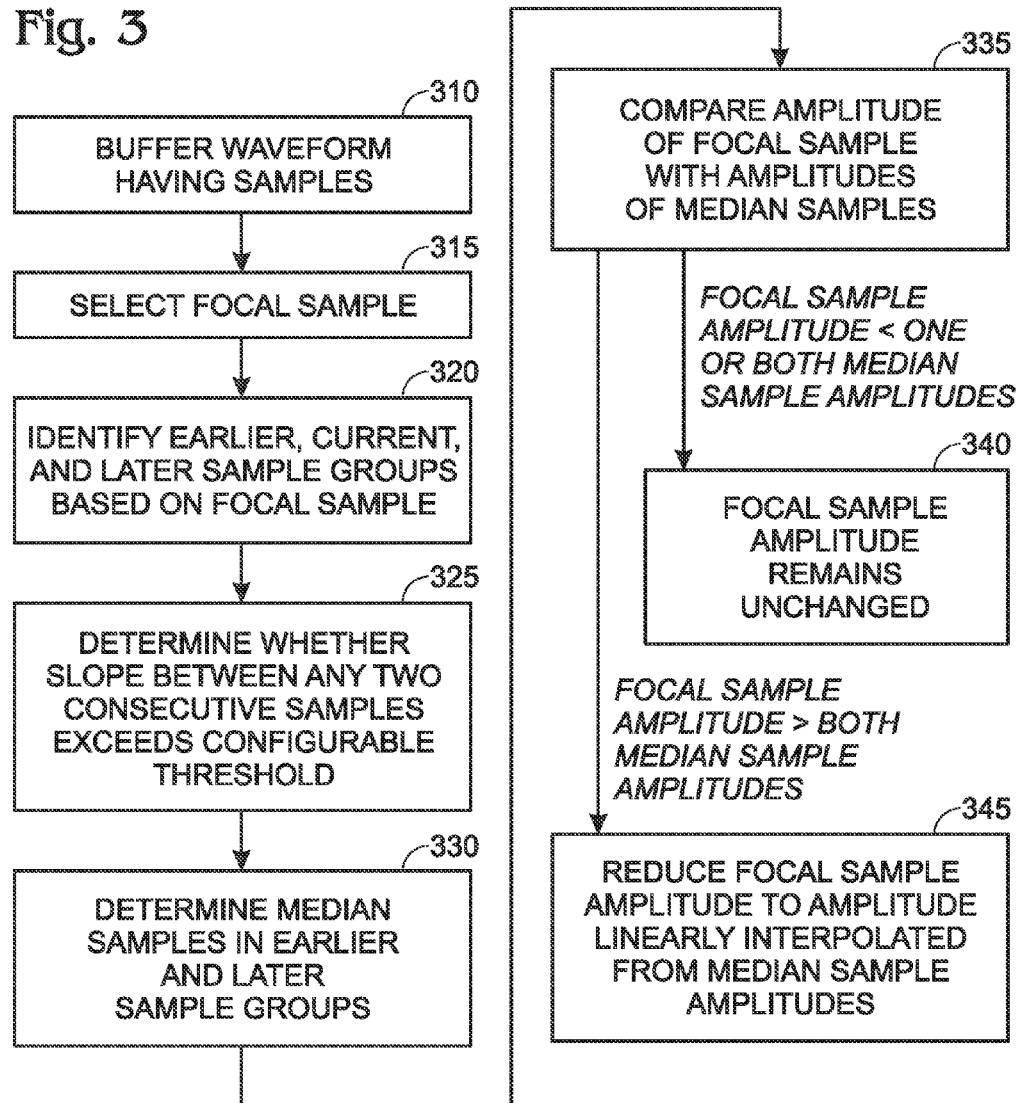 Fig. 3
310
BUFFER WAVEFORM
HAVING SAMPLES
315
SELECT FOCAL SAMPLE
320
IDENTIFY EARLIER, CURRENT,
AND LATER SAMPLE GROUPS
BASED ON FOCAL SAMPLE
325
DETERMINE WHETHER
SLOPE BETWEEN ANY TWO
CONSECUTIVE SAMPLES
EXCEEDS CONFIGURABLE
THRESHOLD
330
DETERMINE MEDIAN
SAMPLES IN EARLIER
AND LATER
SAMPLE GROUPS
335
COMPARE AMPLITUDE
OF FOCAL SAMPLE
WITH AMPLITUDES
OF MEDIAN SAMPLES
FOCAL SAMPLE
AMPLITUDE < ONE
OR BOTH MEDIAN
SAMPLE AMPLITUDES
340
FOCAL SAMPLE
AMPLITUDE
REMAINS
UNCHANGED
FOCAL SAMPLE
AMPLITUDE > BOTH
MEDIAN SAMPLE
AMPLITUDES
345
REDUCE FOCAL SAMPLE
AMPLITUDE TO AMPLITUDE
LINEARLY INTERPOLATED
FROM MEDIAN SAMPLE
AMPLITUDES